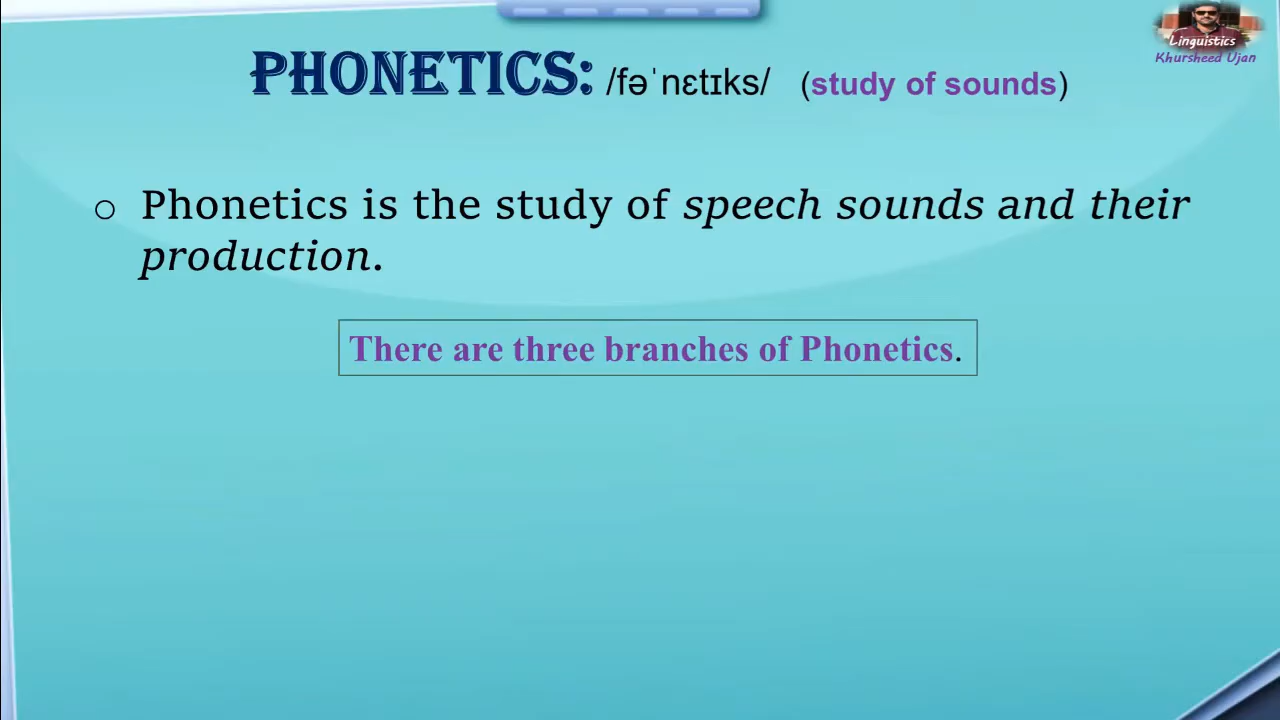 Linguistics
Khursheed Ujan
PHONETICS: /fəˈnɛtɪks/ (study of sounds)
o Phonetics is the study of speech sounds and their
production.
There are three branches of Phonetics.